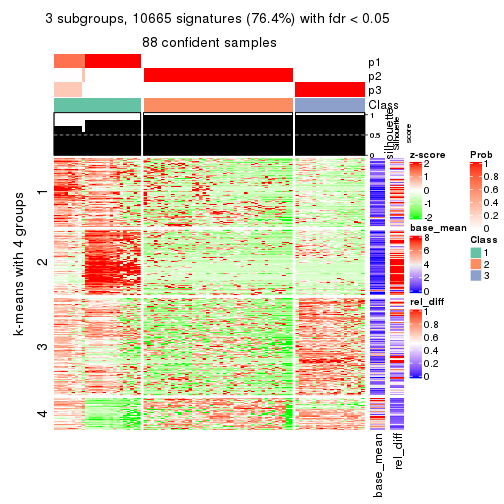 3 subgroups, 10665 signatures (76.4%) with fdr < 0.05
88 confident samples
p1
p2
p3
Class
1
0.5
0
silhouette
Silhouette
score
k-means with 4 groups
1
2
3
4
base_mean
rel_diff
z-score
2
1
0
-1
-2
base_mean
8
6
4
2
0
rel_diff
1
0.8
0.6
0.4
0.2
0
Prob
1
0.8
0.6
0.4
0.2
0
Class
1
2
3